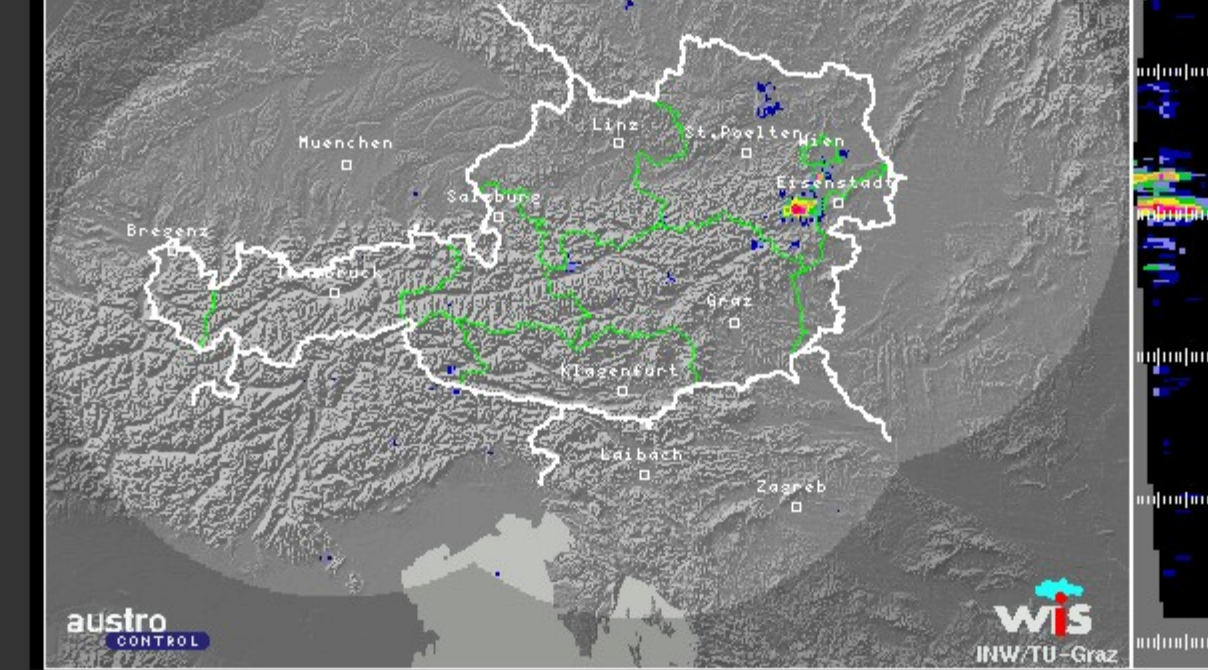 Linz
St.Poelten
Wien
Muenchen
Eisenstadt
Salzburg
Bregenz
Innsbruck
Graz
Klagenfurt
Laibach
Zagreb
austro
CONTROL
wis
INW/TU-Graz